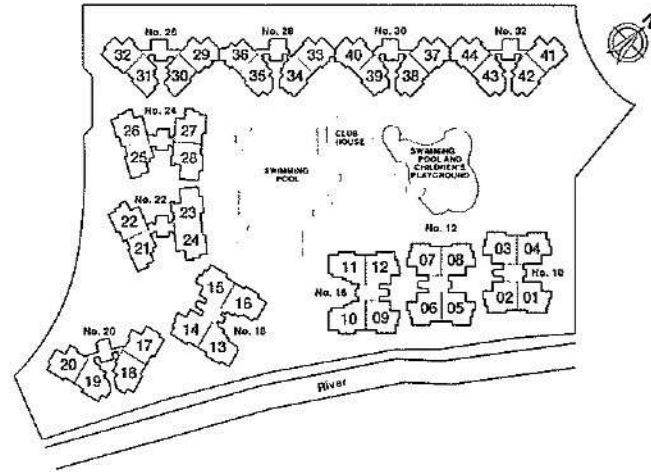 No. 26
No. 28
No. 30
No. 32
N
32
29
36
33
40
37
44
41
31
30
35
34
39
38
43
42
No. 24
26
27
25
28
CLUB
HOUSE
SWIMMING
POOL
SWIMMING
POOL AND
CHILDREN'S
PLAYGROUND
No. 22
22
23
21
24
No. 12
11
12
07
08
03
04
No. 16
No. 10
10
09
06
05
02
01
15
16
14
13
No. 18
No. 20
17
20
19
18
River